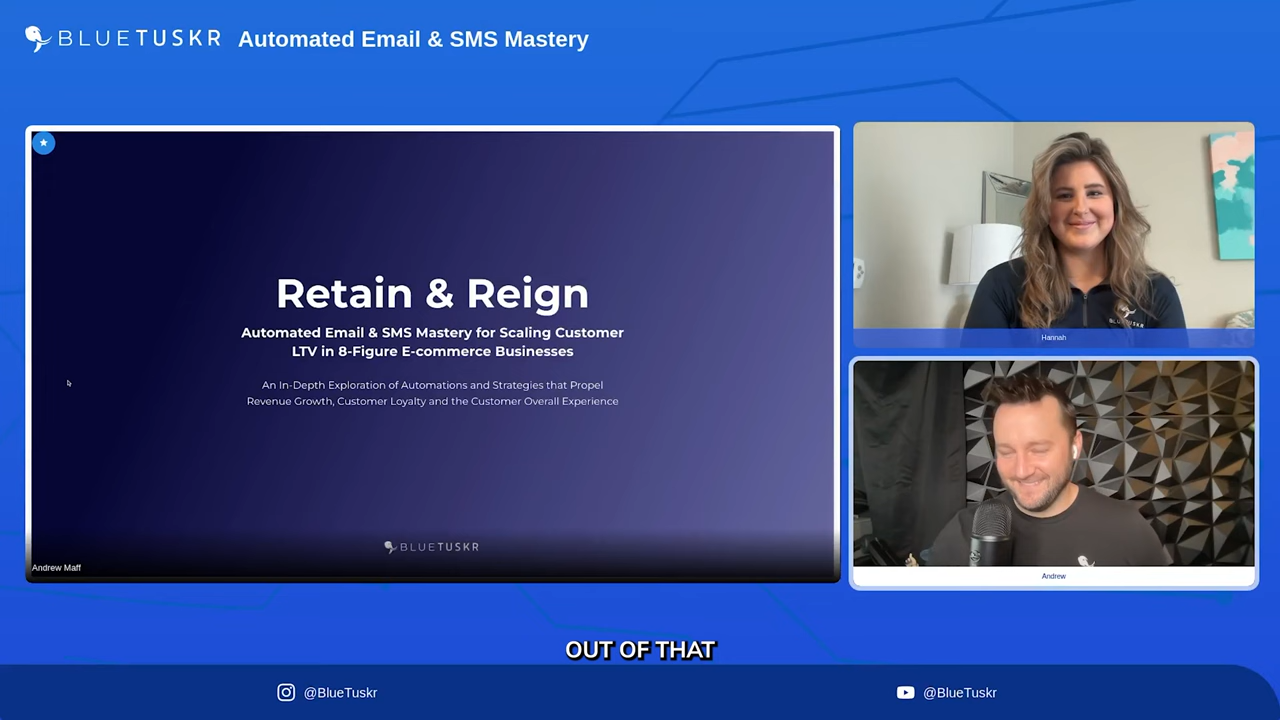 BLUETUSKR Automated Email & SMS Mastery
Retain & Reign
Automated Email & SMS Mastery for Scaling Customer
LTV in 8-Figure E-commerce Businesses
An In-Depth Exploration of Automations and Strategies that Propel
Revenue Growth, Customer Loyalty and the Customer Overall Experience
BLUETUSKR
Andrew Maff
BLUETUSKR
Hannah
Andrew
OUT OF THAT
@BlueTuskr
@BlueTuskr